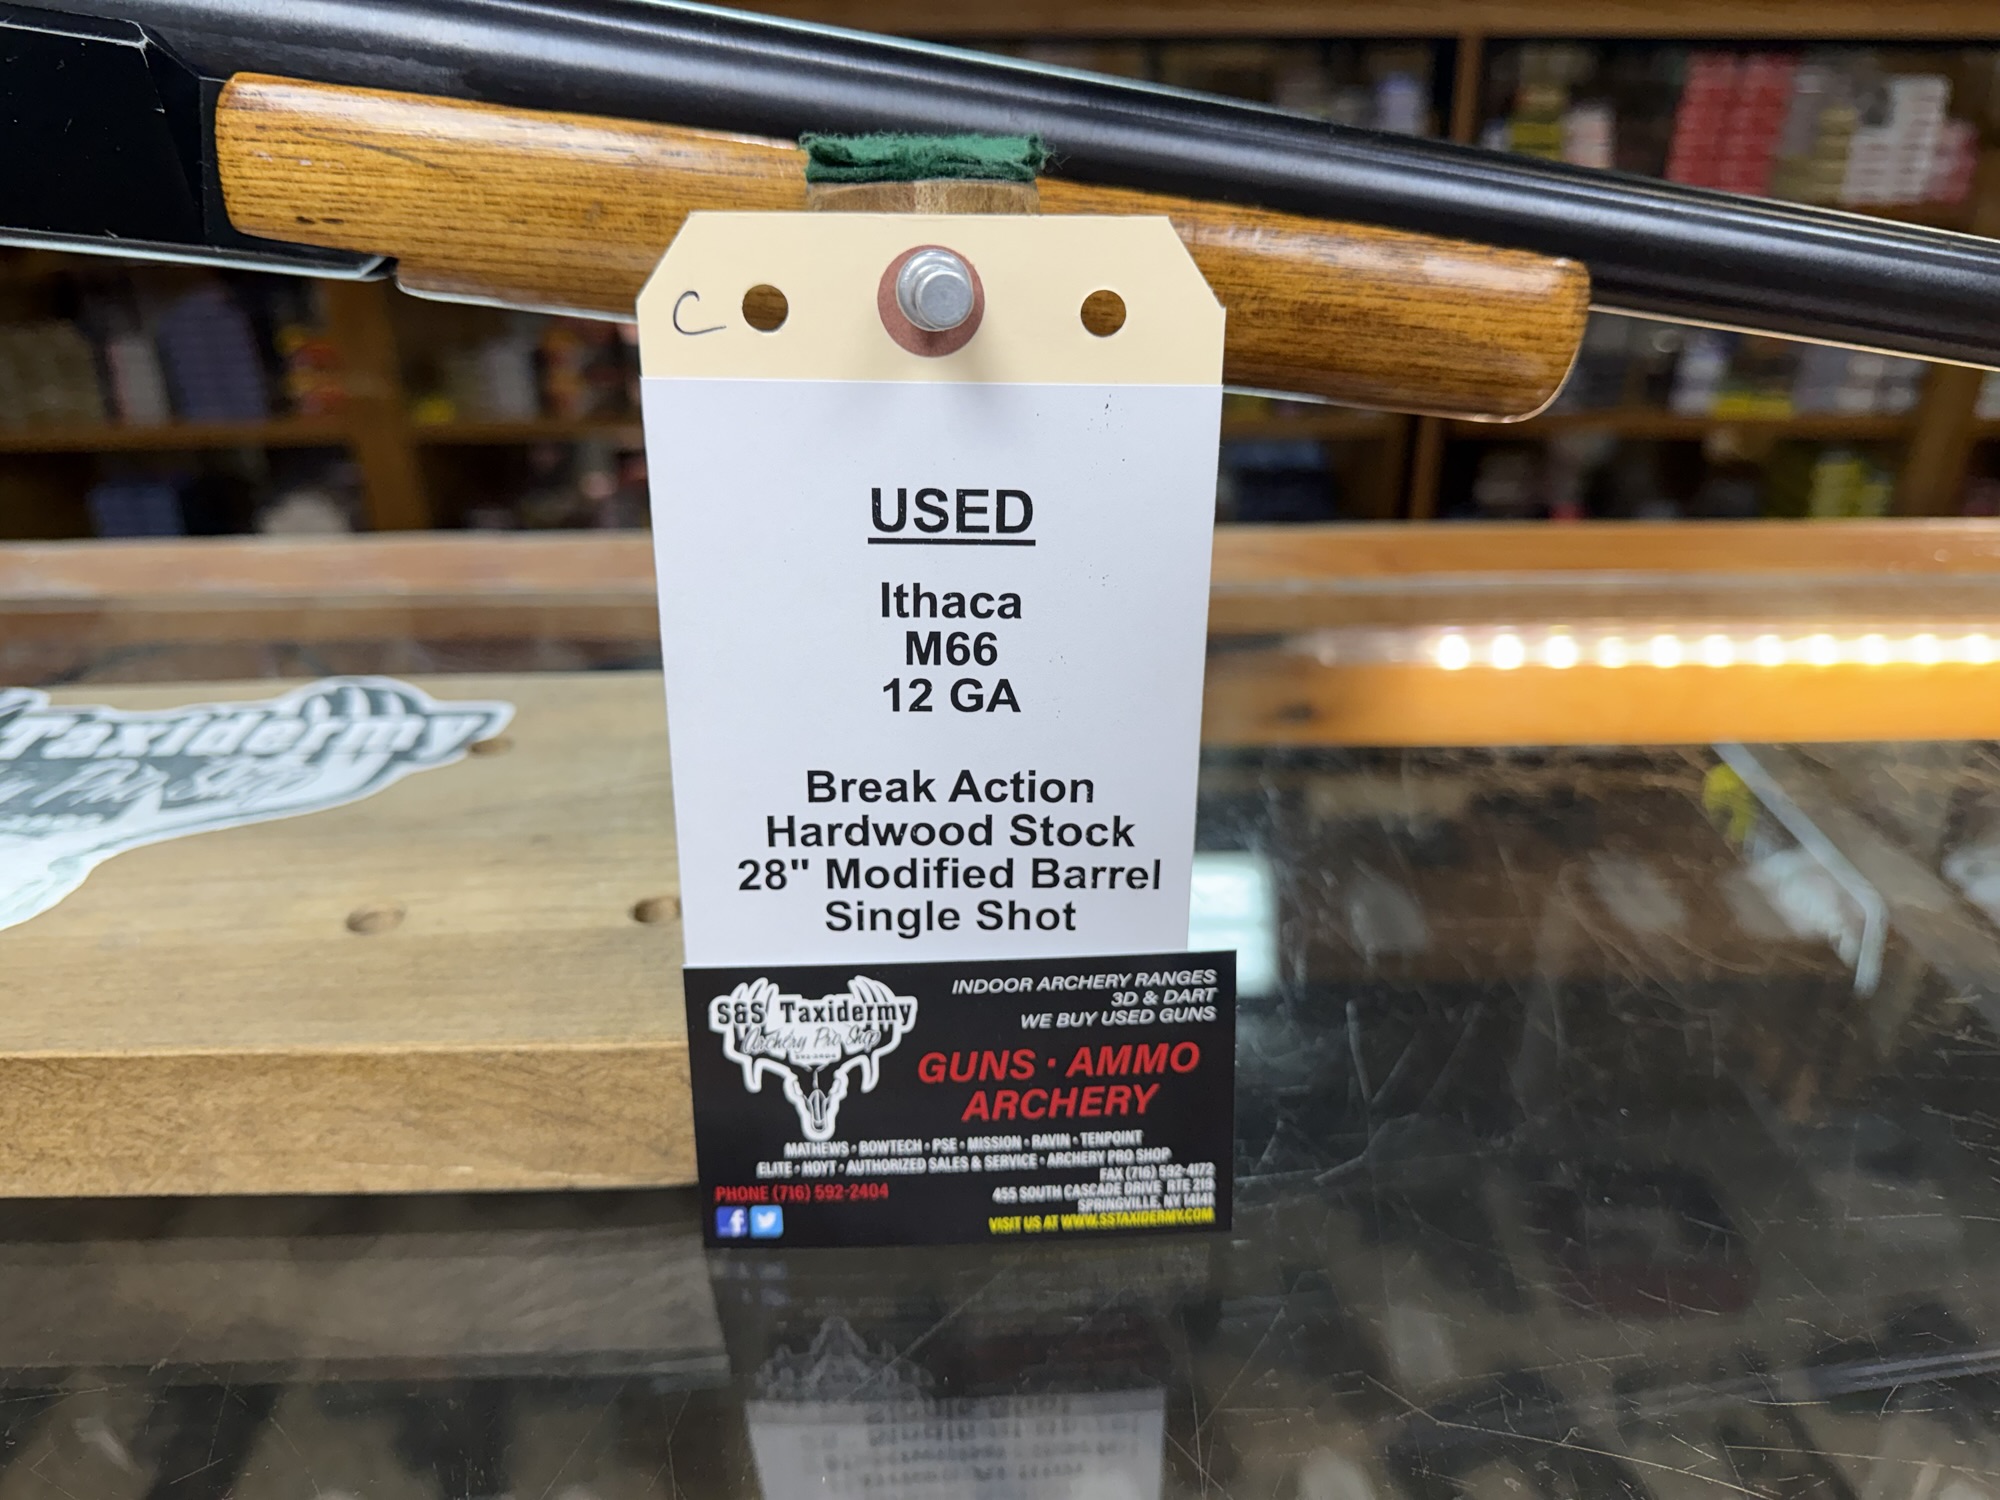 C
USED
Ithaca
M66
12 GA
Break Action
Hardwood Stock
28" Modified Barrel
Single Shot
Taxidermy
Pro Shop
S&S Taxidermy
Archery Pro Shop
INDOOR ARCHERY RANGES
3D & DART
WE BUY USED GUNS
GUNS · AMMO
ARCHERY
MATHEWS • BOWTECH • PSE • MISSION • RAVIN • TENPOINT
ELITE • HOYT • AUTHORIZED SALES & SERVICE • ARCHERY PRO SHOP
FAX (716) 592-4172
PHONE (716) 592-2404
455 SOUTH CASCADE DRIVE RTE 219
SPRINGVILLE, NY 14141
VISIT US AT WWW.SSTAXIDERMY.COM